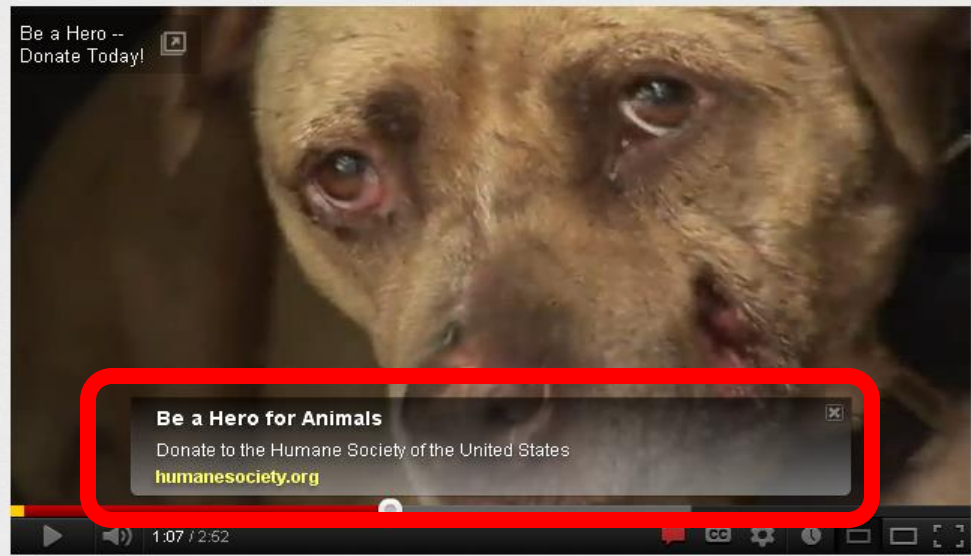 Be a Hero --
Donate Today!
Be a Hero for Animals
Donate to the Humane Society of the United States
humanesociety.org
1:07 / 2:52
CC